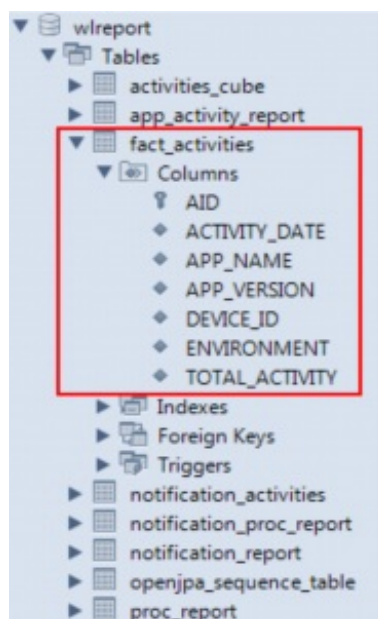 wlreport
Tables
activities_cube
app_activity_report
fact_activities
Columns
AID
ACTIVITY_DATE
APP_NAME
APP_VERSION
DEVICE_ID
ENVIRONMENT
TOTAL_ACTIVITY
Indexes
Foreign Keys
Triggers
notification_activities
notification_proc_report
notification_report
openjpa_sequence_table
proc_report